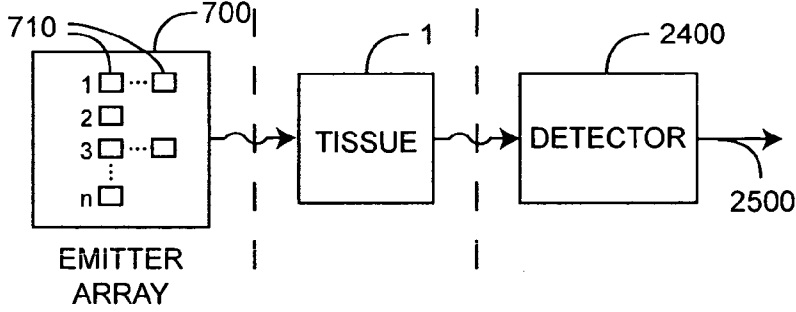 710 700 1 2400
1
2
3
n
TISSUE
DETECTOR
2500
EMITTER
ARRAY